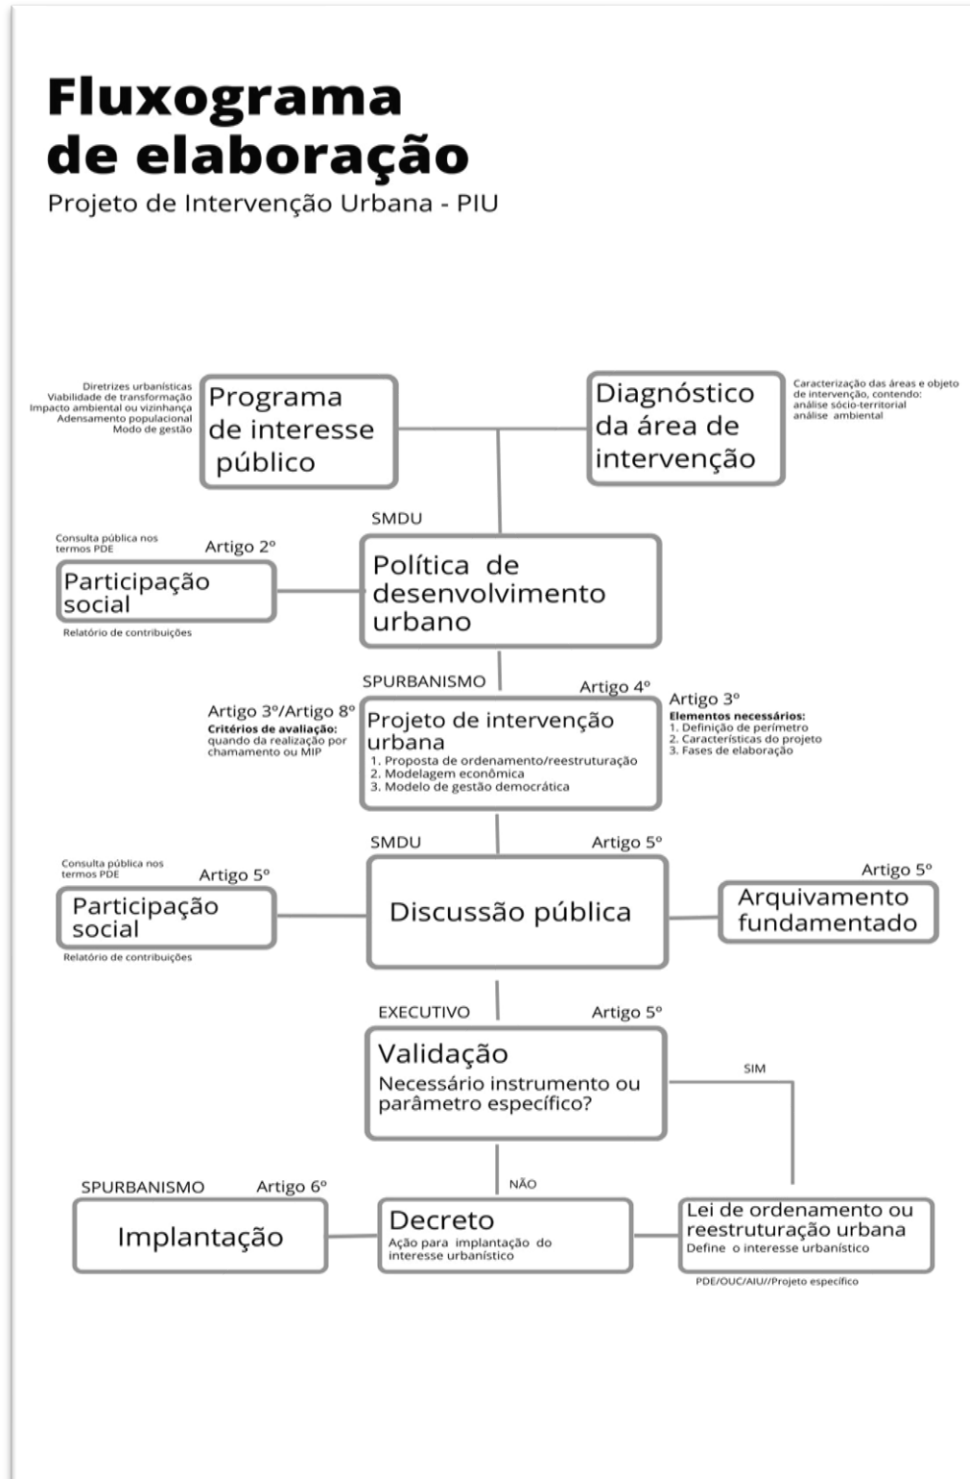 Fluxograma
de elaboração
Projeto de Intervenção Urbana - PIU
Diretrizes urbanísticas
Viabilidade de transformação
Impacto ambiental ou vizinhança
Adensamento populacional
Modo de gestão
Programa
de interesse
público
Diagnóstico
da área de
intervenção
Caracterização das áreas e objeto
de intervenção, contendo:
análise sócio-territorial
análise ambiental
SMDU
Política de
desenvolvimento
urbano
Consulta pública nos
termos PDE
Artigo 2º
Participação
social
Relatório de contribuições
SPURBANISMO
Artigo 4º
Artigo 3º/Artigo 8º
Critérios de avaliação:
quando da realização por
chamamento ou MIP
Projeto de intervenção
urbana
1. Proposta de ordenamento/reestruturação
2. Modelagem econômica
3. Modelo de gestão democrática
Artigo 3º
Elementos necessários:
1. Definição de perímetro
2. Características do projeto
3. Fases de elaboração
SMDU
Artigo 5º
Discussão pública
Consulta pública nos
termos PDE
Artigo 5º
Participação
social
Relatório de contribuições
Artigo 5º
Arquivamento
fundamentado
EXECUTIVO
Artigo 5º
Validação
Necessário instrumento ou
parâmetro específico?
SIM
NÃO
SPURBANISMO
Artigo 6º
Implantação
Decreto
Ação para implantação do
interesse urbanístico
Lei de ordenamento ou
reestruturação urbana
Define o interesse urbanístico
PDE/OUC/AIU//Projeto específico